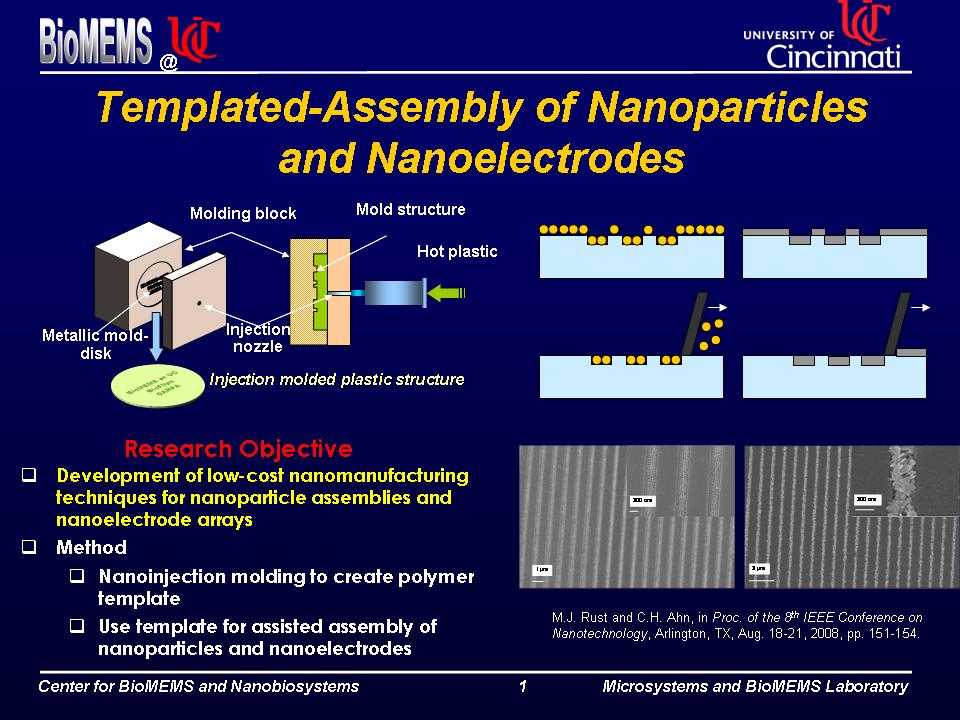 BioMEMS @ UC
UNIVERSITY OF
Cincinnati
Templated-Assembly of Nanoparticles
and Nanoelectrodes
Molding block
Mold structure
Hot plastic
Metallic mold-
disk
Injection
nozzle
BioMEMS at UC
BioFlips
DARPA
Injection molded plastic structure
Research Objective
❑ Development of low-cost nanomanufacturing
techniques for nanoparticle assemblies and
nanoelectrode arrays
❑ Method
❑ Nanoinjection molding to create polymer
template
❑ Use template for assisted assembly of
nanoparticles and nanoelectrodes
300 nm
1 µm
300 nm
M.J. Rust and C.H. Ahn, in Proc. of the 8th IEEE Conference on
Nanotechnology, Arlington, TX, Aug. 18-21, 2008, pp. 151-154.
Center for BioMEMS and Nanobiosystems
1
Microsystems and BioMEMS Laboratory